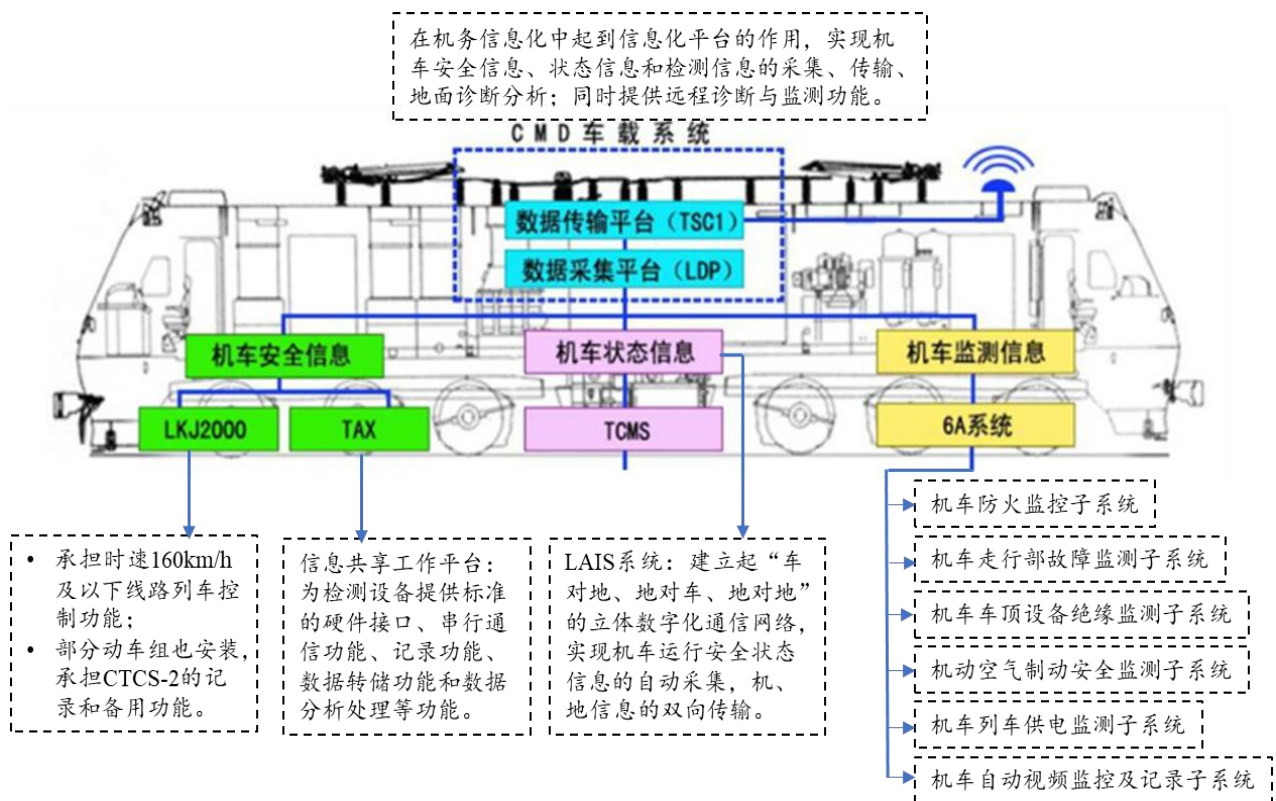 在机务信息化中起到信息化平台的作用，实现机
车安全信息、状态信息和检测信息的采集、传输、
地面诊断分析；同时提供远程诊断与监测功能。
CMD车载系统
数据传输平台（TSC1）
数据采集平台（LDP）
机车安全信息
机车状态信息
机车监测信息
LKJ2000
TAX
TCMS
6A系统
• 承担时速160km/h
及以下线路列车控
制功能；
• 部分动车组也安装，
承担CTCS-2的记
录和备用功能。
信息共享工作平台：
为检测设备提供标准
的硬件接口、串行通
信功能、记录功能、
数据转储功能和数据
分析处理等功能。
LAIS系统：建立起“车
对地、地对车、地对地”
的立体数字化通信网络，
实现机车运行安全状态
信息的自动采集，机、
地信息的双向传输。
机车防火监控子系统
机车走行部故障监测子系统
机车车顶设备绝缘监测子系统
机动空气制动安全监测子系统
机车列车供电监测子系统
机车自动视频监控及记录子系统